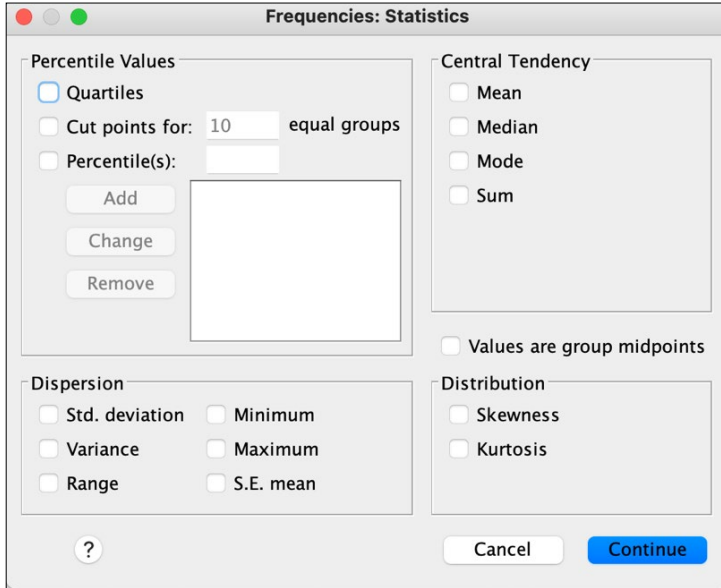 Frequencies: Statistics
Percentile Values
Quartiles
Cut points for: 10 equal groups
Percentile(s):
Add
Change
Remove
Central Tendency
Mean
Median
Mode
Sum
Values are group midpoints
Dispersion
Std. deviation Minimum
Variance Maximum
Range S.E. mean
Distribution
Skewness
Kurtosis
?
Cancel Continue